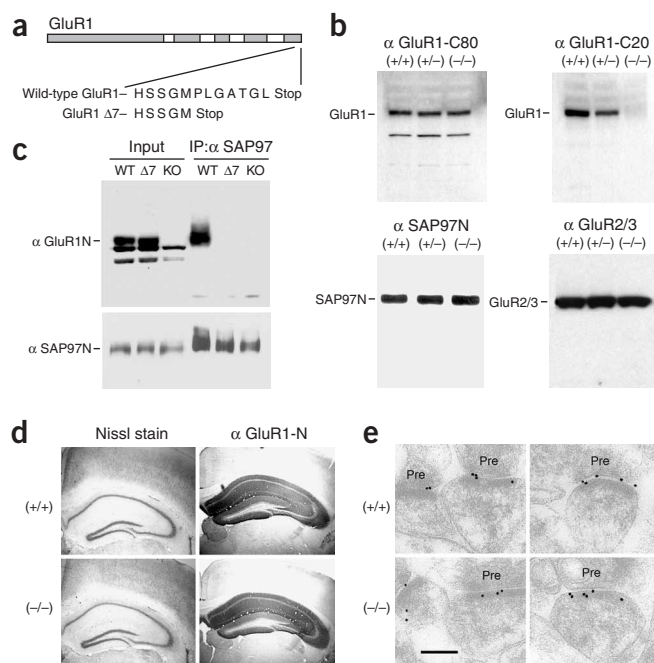 a
GluR1
Wild-type GluR1– H S S G M P L G A T G L Stop
GluR1 Δ7– H S S G M Stop
b
α GluR1-C80
(+/+) (+/–) (–/–)
GluR1
α GluR1-C20
(+/+) (+/–) (–/–)
GluR1
α SAP97N
(+/+) (+/–) (–/–)
SAP97N
α GluR2/3
(+/+) (+/–) (–/–)
GluR2/3
c
Input IP:α SAP97
WT Δ7 KO WT Δ7 KO
α GluR1N
α SAP97N
d
Nissl stain α GluR1-N
(+/+)
(–/–)
e
Pre Pre Pre
(+/+)
Pre Pre
(–/–)